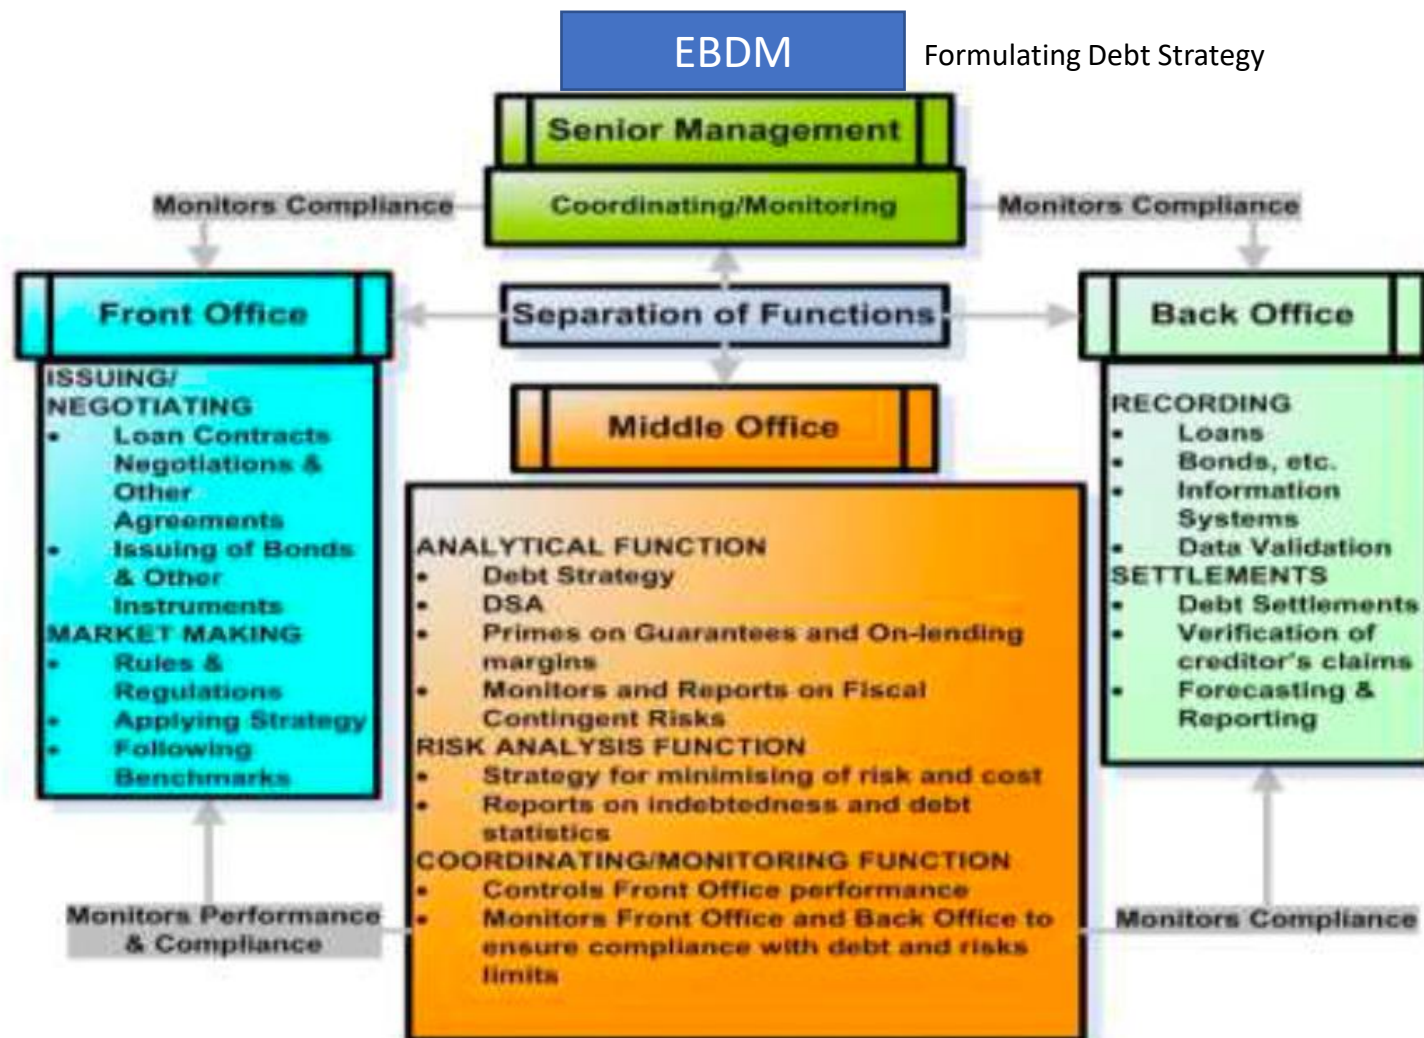 EBDM
Formulating Debt Strategy
Senior Management
Coordinating/Monitoring
Monitors Compliance
Monitors Compliance
Front Office
Separation of Functions
Back Office
ISSUING/
NEGOTIATING
• Loan Contracts
Negotiations &
Other
Agreements
• Issuing of Bonds
& Other
Instruments
MARKET MAKING
• Rules &
Regulations
• Applying Strategy
• Following
Benchmarks
Middle Office
ANALYTICAL FUNCTION
• Debt Strategy
• DSA
• Primes on Guarantees and On-lending
margins
• Monitors and Reports on Fiscal
Contingent Risks
RISK ANALYSIS FUNCTION
• Strategy for minimising of risk and cost
• Reports on indebtedness and debt
statistics
COORDINATING/MONITORING FUNCTION
• Controls Front Office performance
• Monitors Front Office and Back Office to
ensure compliance with debt and risks
limits
RECORDING
• Loans
• Bonds, etc.
• Information
Systems
• Data Validation
SETTLEMENTS
• Debt Settlements
• Verification of
creditor's claims
• Forecasting &
Reporting
Monitors Performance
& Compliance
Monitors Compliance